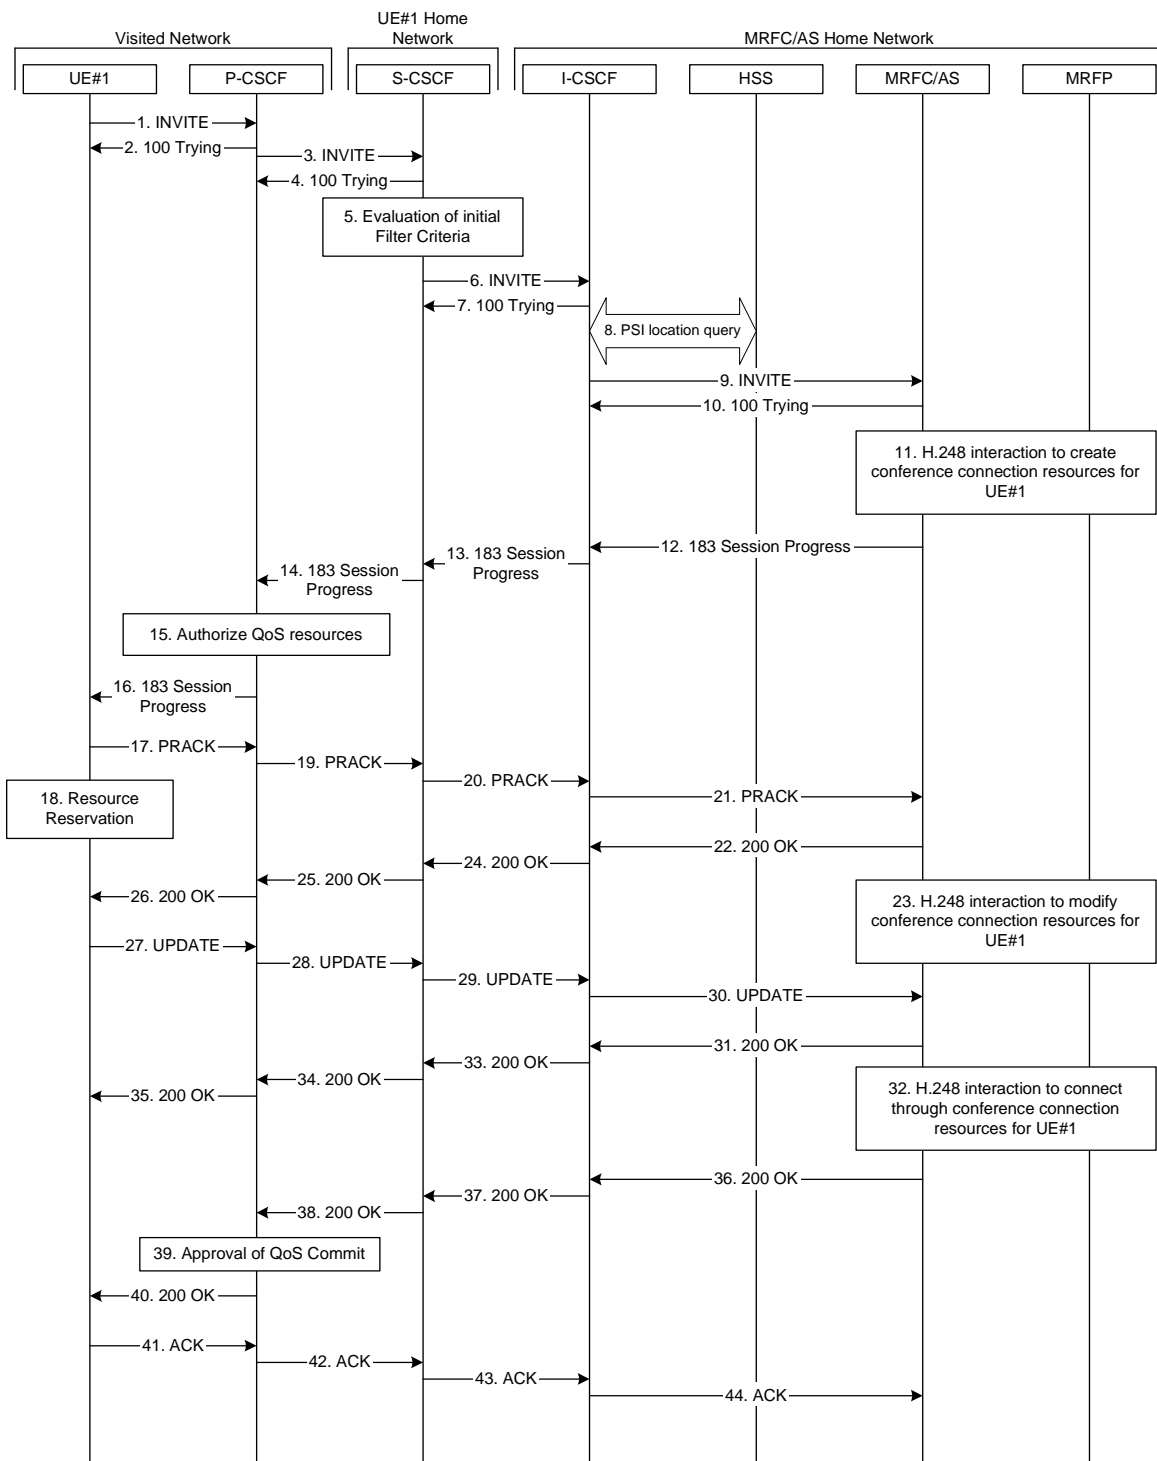 UE#1 Home
Network
Visited Network
MRFC/AS Home Network
UE#1
P-CSCF
S-CSCF
I-CSCF
HSS
MRFC/AS
MRFP
1. INVITE
2. 100 Trying
3. INVITE
4. 100 Trying
5. Evaluation of initial
Filter Criteria
6. INVITE
7. 100 Trying
8. PSI location query
9. INVITE
10. 100 Trying
11. H.248 interaction to create
conference connection resources for
UE#1
12. 183 Session Progress
13. 183 Session
Progress
14. 183 Session
Progress
15. Authorize QoS resources
16. 183 Session
Progress
17. PRACK
19. PRACK
20. PRACK
21. PRACK
18. Resource
Reservation
22. 200 OK
24. 200 OK
25. 200 OK
26. 200 OK
23. H.248 interaction to modify
conference connection resources for
UE#1
27. UPDATE
28. UPDATE
29. UPDATE
30. UPDATE
31. 200 OK
33. 200 OK
34. 200 OK
35. 200 OK
32. H.248 interaction to connect
through conference connection
resources for UE#1
36. 200 OK
37. 200 OK
38. 200 OK
39. Approval of QoS Commit
40. 200 OK
41. ACK
42. ACK
43. ACK
44. ACK